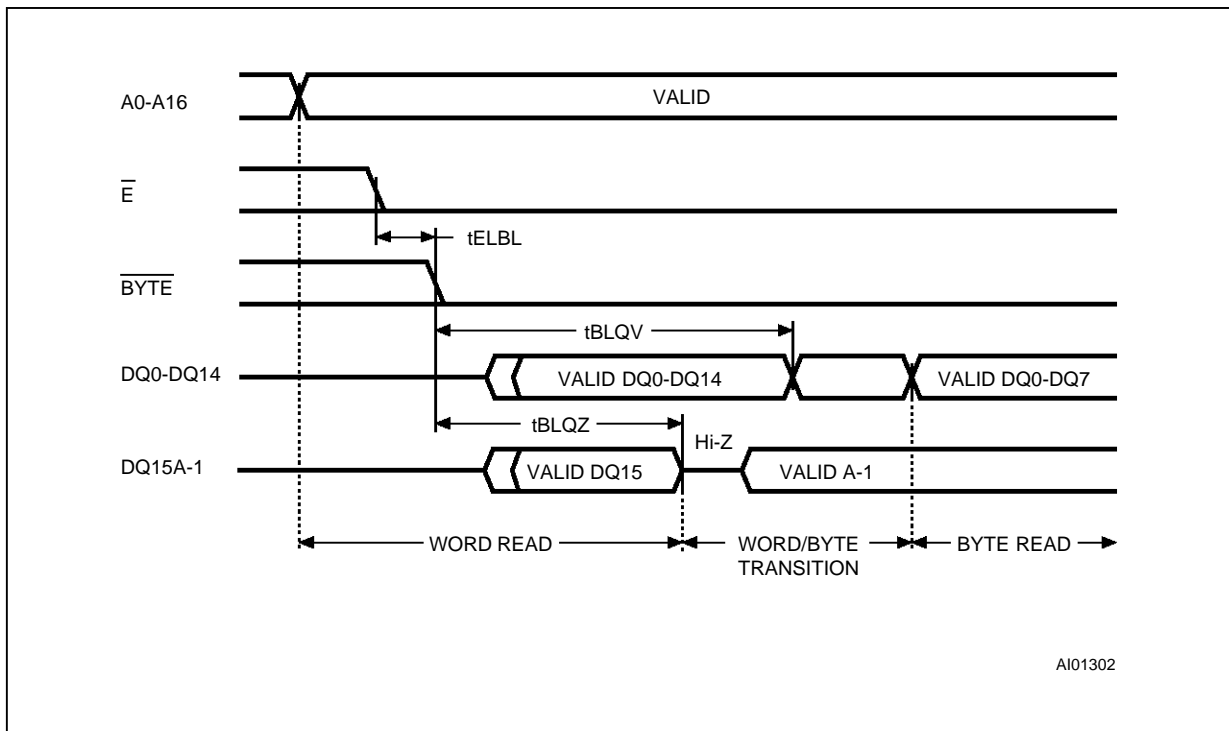 A0-A16
VALID
E
tELBL
BYTE
tBLQV
DQ0-DQ14
VALID DQ0-DQ14
VALID DQ0-DQ7
tBLQZ
Hi-Z
DQ15A-1
VALID DQ15
VALID A-1
WORD READ
WORD/BYTE
TRANSITION
BYTE READ
AI01302